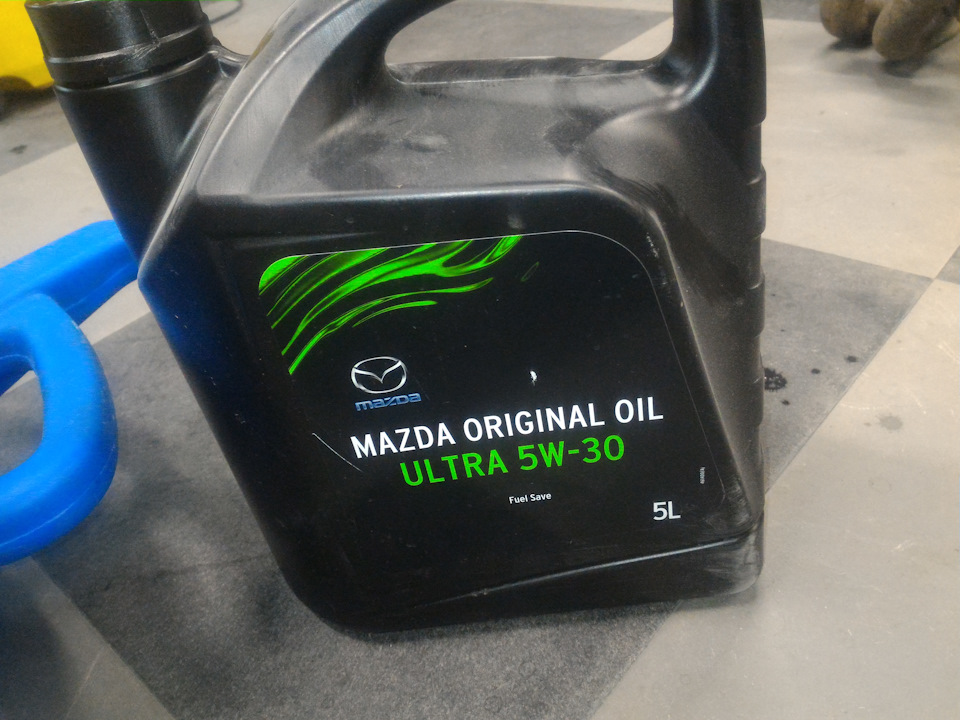 mazda
MAZDA ORIGINAL OIL
ULTRA 5W-30
Fuel Save
5L